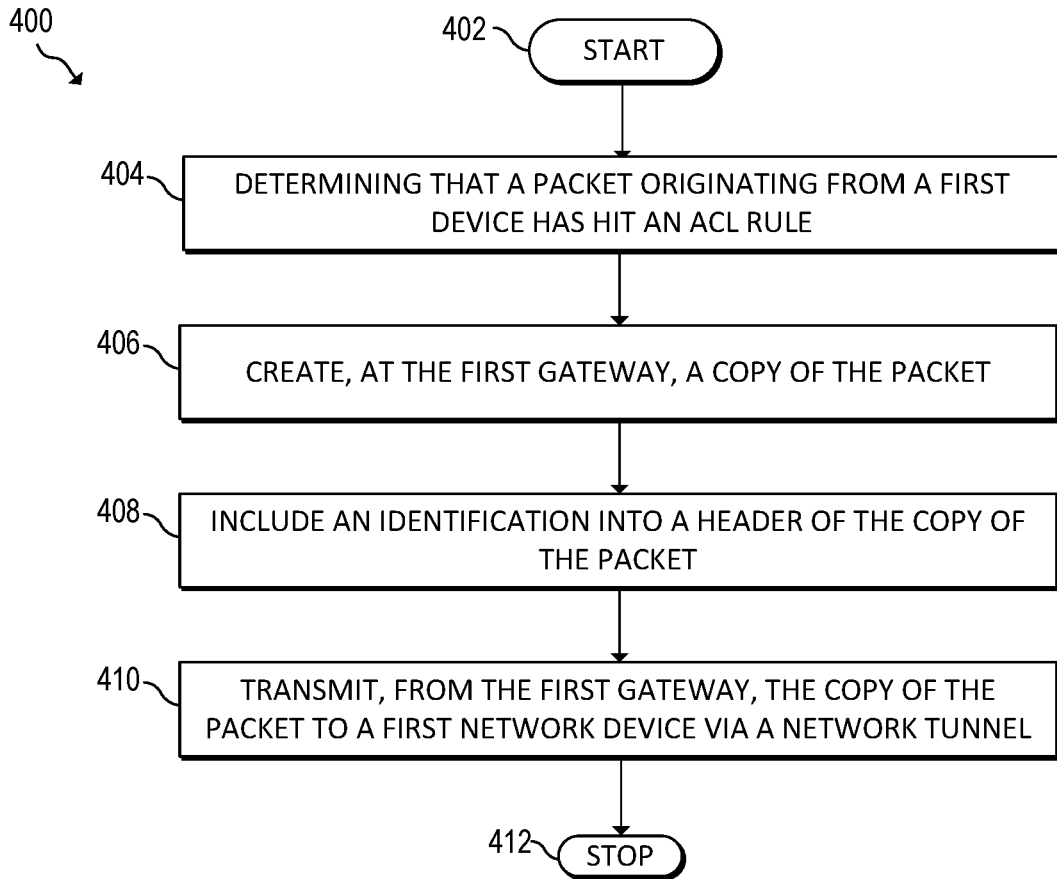 400
402
START
404
DETERMINING THAT A PACKET ORIGINATING FROM A FIRST
DEVICE HAS HIT AN ACL RULE
406
CREATE, AT THE FIRST GATEWAY, A COPY OF THE PACKET
408
INCLUDE AN IDENTIFICATION INTO A HEADER OF THE COPY OF
THE PACKET
410
TRANSMIT, FROM THE FIRST GATEWAY, THE COPY OF THE
PACKET TO A FIRST NETWORK DEVICE VIA A NETWORK TUNNEL
412
STOP